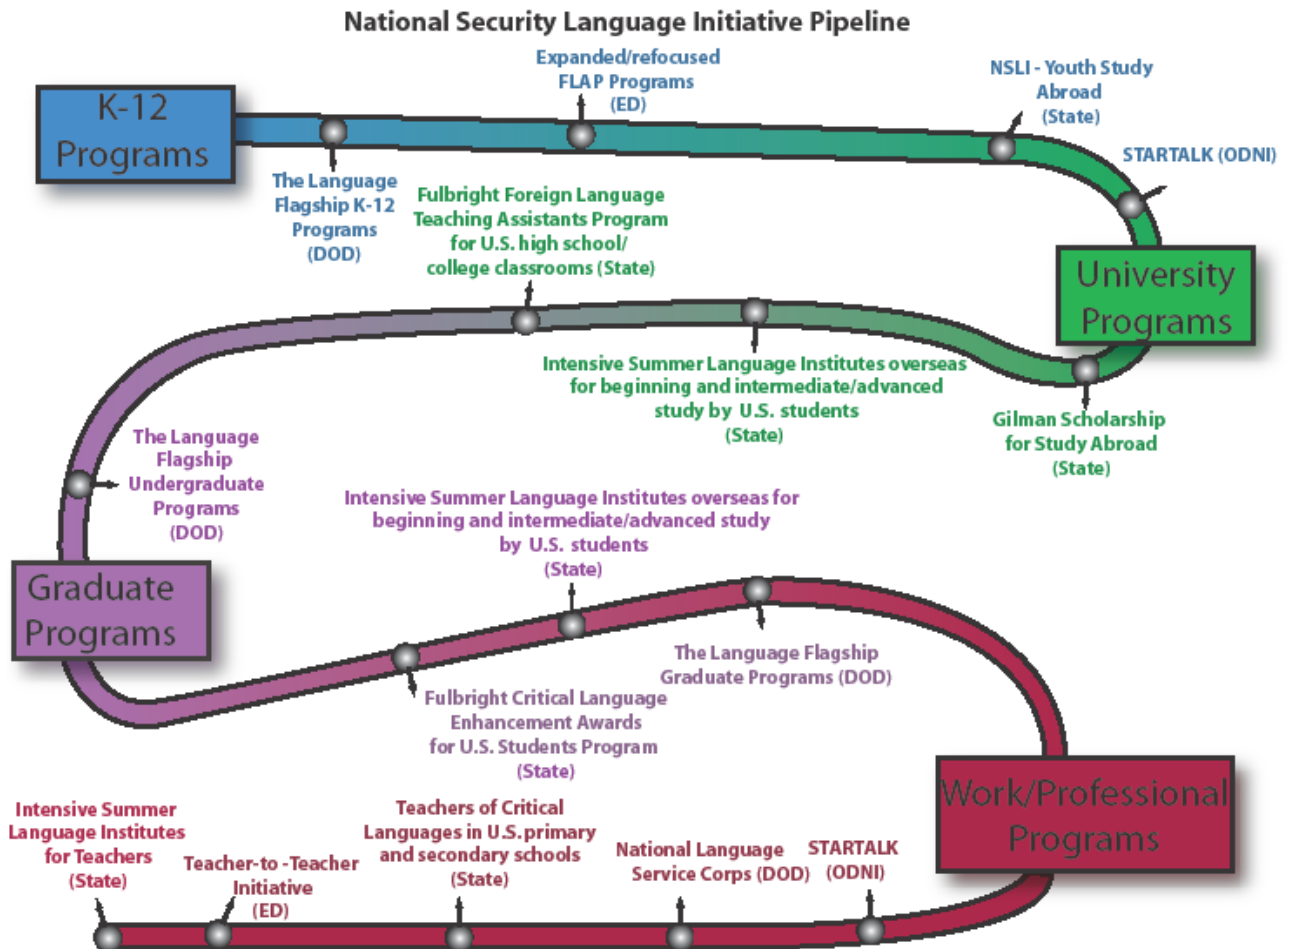 National Security Language Initiative Pipeline
K-12
Programs
The Language
Flagship K-12
Programs
(DOD)
Expanded/refocused
FLAP Programs
(ED)
NSLI - Youth Study
Abroad
(State)
STARTALK (ODNI)
University
Programs
Gilman Scholarship
for Study Abroad
(State)
Intensive Summer Language Institutes overseas
for beginning and intermediate/advanced
study by U.S. students
(State)
Fulbright Foreign Language
Teaching Assistants Program
for U.S. high school/
college classrooms (State)
The Language
Flagship
Undergraduate
Programs
(DOD)
Graduate
Programs
Fulbright Critical Language
Enhancement Awards
for U.S. Students Program
(State)
Intensive Summer Language Institutes overseas for
beginning and intermediate/advanced study
by U.S. students
(State)
The Language Flagship
Graduate Programs (DOD)
Work/Professional
Programs
STARTALK
(ODNI)
National Language
Service Corps (DOD)
Teachers of Critical
Languages in U.S. primary
and secondary schools
(State)
Teacher-to -Teacher
Initiative
(ED)
Intensive Summer
Language Institutes
for Teachers
(State)